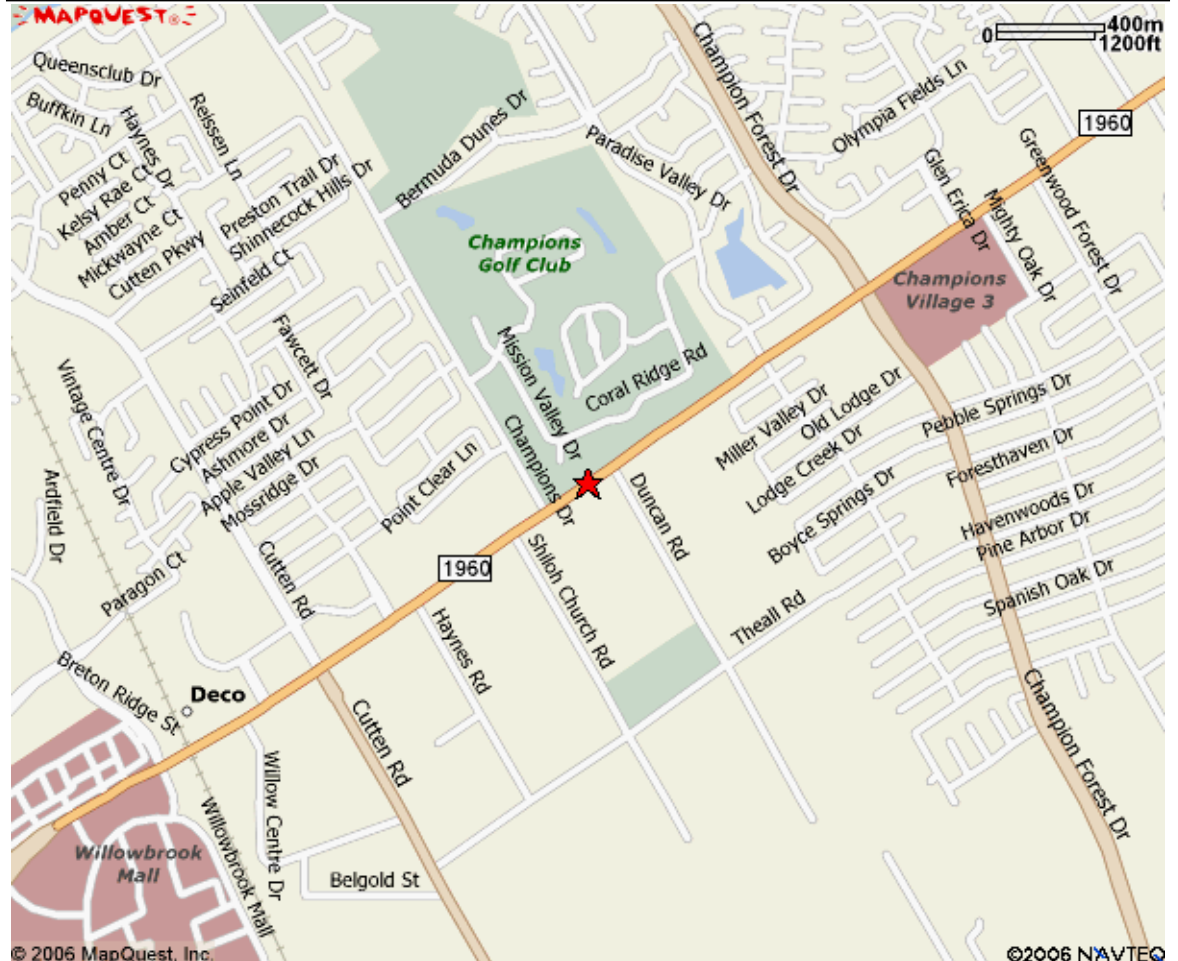 MAPQUEST®
0 400m
1200ft
Queensclub Dr
Buffkin Ln
Haynes Dr
Reissen Ln
Penny Ct
Kelsy Rae Ct
Amber Ct
Mickwayne Ct
Cutten Pkwy
Preston Trail Dr
Shinnecock Hills Dr
Seinfeld Ct
Bermuda Dunes Dr
Paradise Valley Dr
Champion Forest Dr
Olympia Fields Ln
1960
Greenwood Forest Dr
Glen Erica Dr
Mighty Oak Dr
Champions
Golf Club
Champions
Village 3
Fawcett Dr
Mission Valley Dr
Coral Ridge Rd
Vintage Centre Dr
Cypress Point Dr
Ashmore Dr
Apple Valley Ln
Mossridge Dr
Point Clear Ln
Champions Dr
Miller Valley Dr
Old Lodge Dr
Lodge Creek Dr
Pebble Springs Dr
Foresthaven Dr
Boyce Springs Dr
Havenwoods Dr
Pine Arbor Dr
Spanish Oak Dr
Ardfield Dr
Paragon Ct
Cutten Rd
1960
Duncan Rd
Shiloh Church Rd
Haynes Rd
Theall Rd
Breton Ridge St
Deco
Cutten Rd
Champion Forest Dr
Willow Centre Dr
Willowbrook Mall
Willowbrook
Mall
Belgold St
© 2006 MapQuest, Inc.
©2006 NAVTEQ